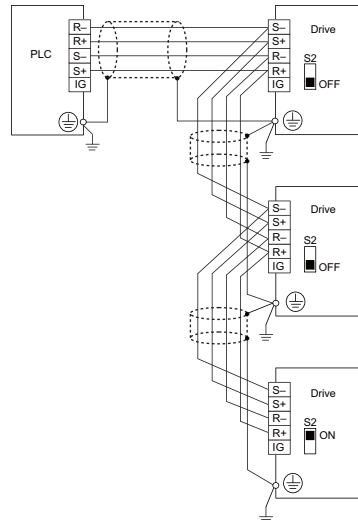 PLC
R–
R+
S–
S+
IG
S–
S+
R–
R+
IG
Drive
S2
OFF
S–
S+
R–
R+
IG
Drive
S2
OFF
S–
S+
R–
R+
IG
Drive
S2
ON